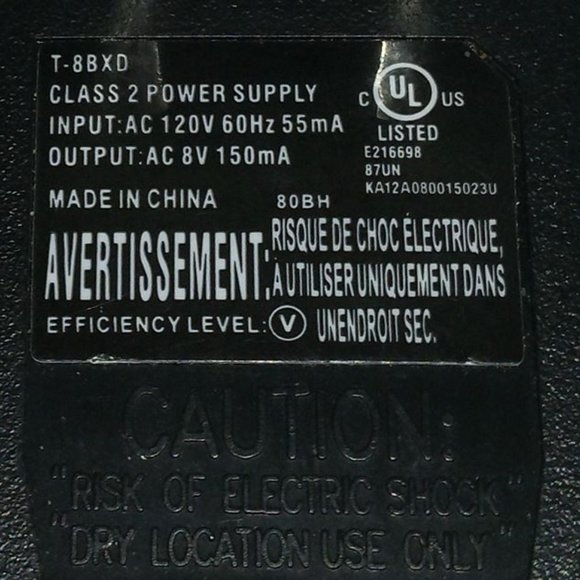 T-8BXD
CLASS 2 POWER SUPPLY
INPUT:AC 120V 60Hz 55mA
OUTPUT:AC 8V 150mA
C UL US
LISTED
E216698
87UN
KA12A080015023U
MADE IN CHINA 80BH
AVERTISSEMENT: RISQUE DE CHOC ÉLECTRIQUE,
À UTILISER UNIQUEMENT DANS
EFFICIENCY LEVEL: V UNENDROIT SEC.
CAUTION:
"RISK OF ELECTRIC SHOCK"
"DRY LOCATION USE ONLY"